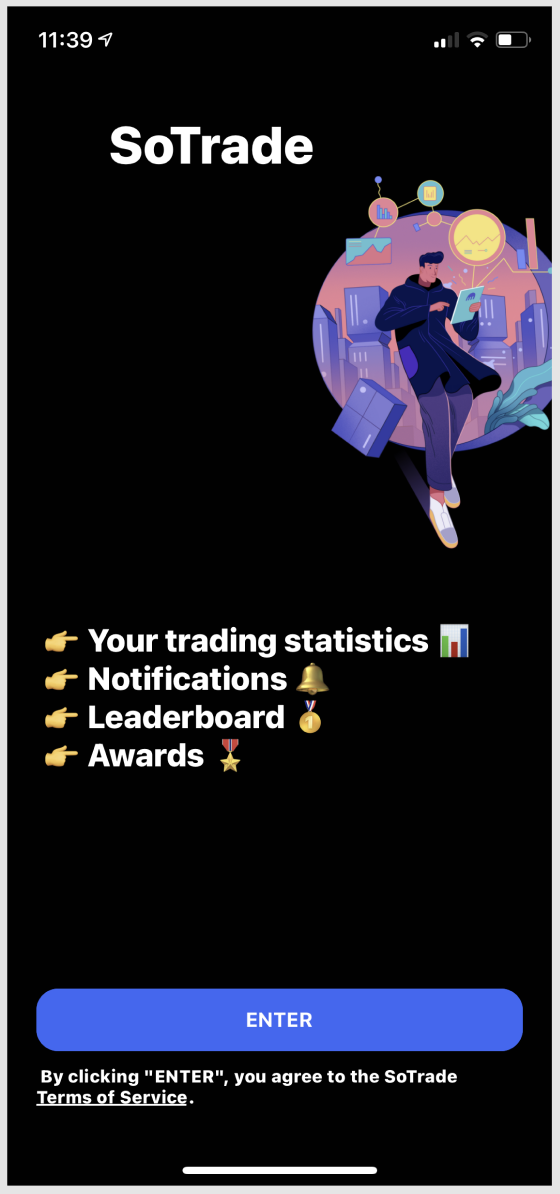 11:39
SoTrade
👉 Your trading statistics 📊
👉 Notifications 🔔
👉 Leaderboard 🥇
👉 Awards 🎖️
ENTER
By clicking "ENTER", you agree to the SoTrade
Terms of Service.